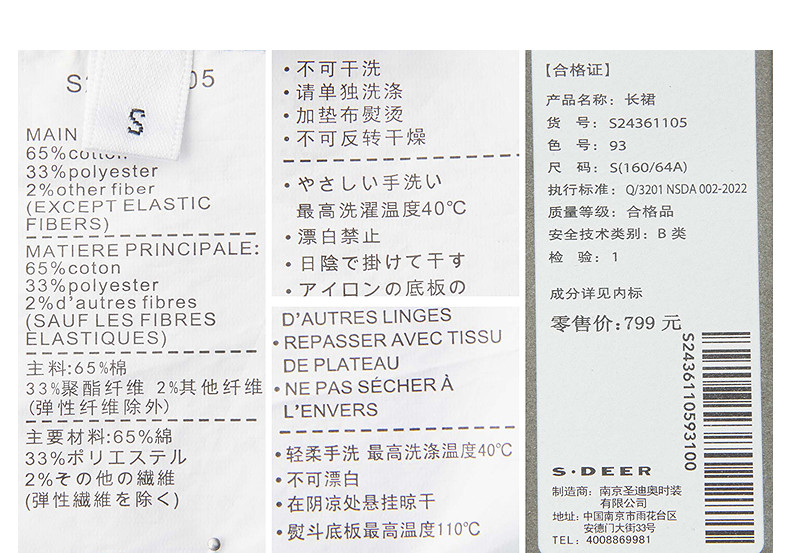 S2
05
S
MAIN
65%cotton
33%polyester
2%other fiber
(EXCEPT ELASTIC
FIBERS)
MATIERE PRINCIPALE:
65%coton
33%polyester
2%d'autres fibres
(SAUF LES FIBRES
ELASTIQUES)
主料:65%棉
33%聚酯纤维 2%其他纤维
(弹性纤维除外)
主要材料:65%綿
33%ポリエステル
2%その他の繊維
(弾性繊維を除く)
·不可干洗
·请单独洗涤
·加垫布熨烫
·不可反转干燥
·やさしい手洗い
最高洗濯温度40℃
·漂白禁止
·日陰で掛けて干す
·アイロンの底板の
D'AUTRES LINGES
·REPASSER AVEC TISSU
DE PLATEAU
·NE PAS SÉCHER À
L'ENVERS
·轻柔手洗 最高洗涤温度40℃
·不可漂白
·在阴凉处悬挂晾干
·熨斗底板最高温度110℃
【合格证】
产品名称: 长裙
货 号: S24361105
色 号: 93
尺 码: S(160/64A)
执行标准: Q/3201 NSDA 002-2022
质量等级: 合格品
安全技术类别: B 类
检 验: 1
成分详见内标
零售价: 799 元
S2436110593100
S·DEER
制造商: 南京圣迪奥时装
有限公司
地址: 中国南京市雨花台区
安德门大街33号
TEL: 4008869981